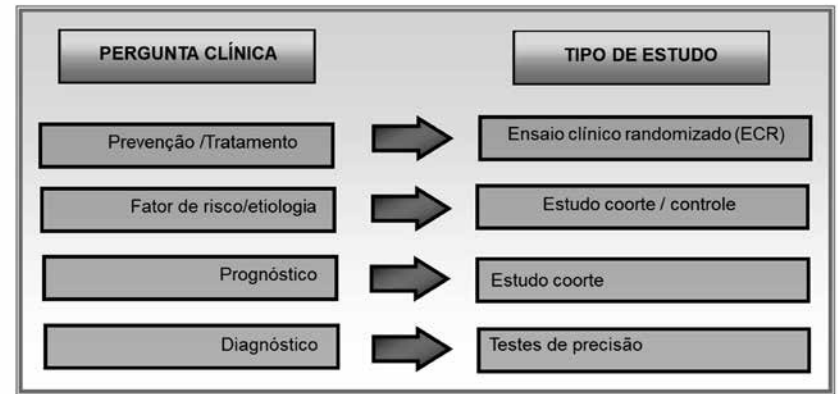 PERGUNTA CLÍNICA
TIPO DE ESTUDO
Prevenção /Tratamento
Ensaio clínico randomizado (ECR)
Fator de risco/etiologia
Estudo coorte / controle
Prognóstico
Estudo coorte
Diagnóstico
Testes de precisão